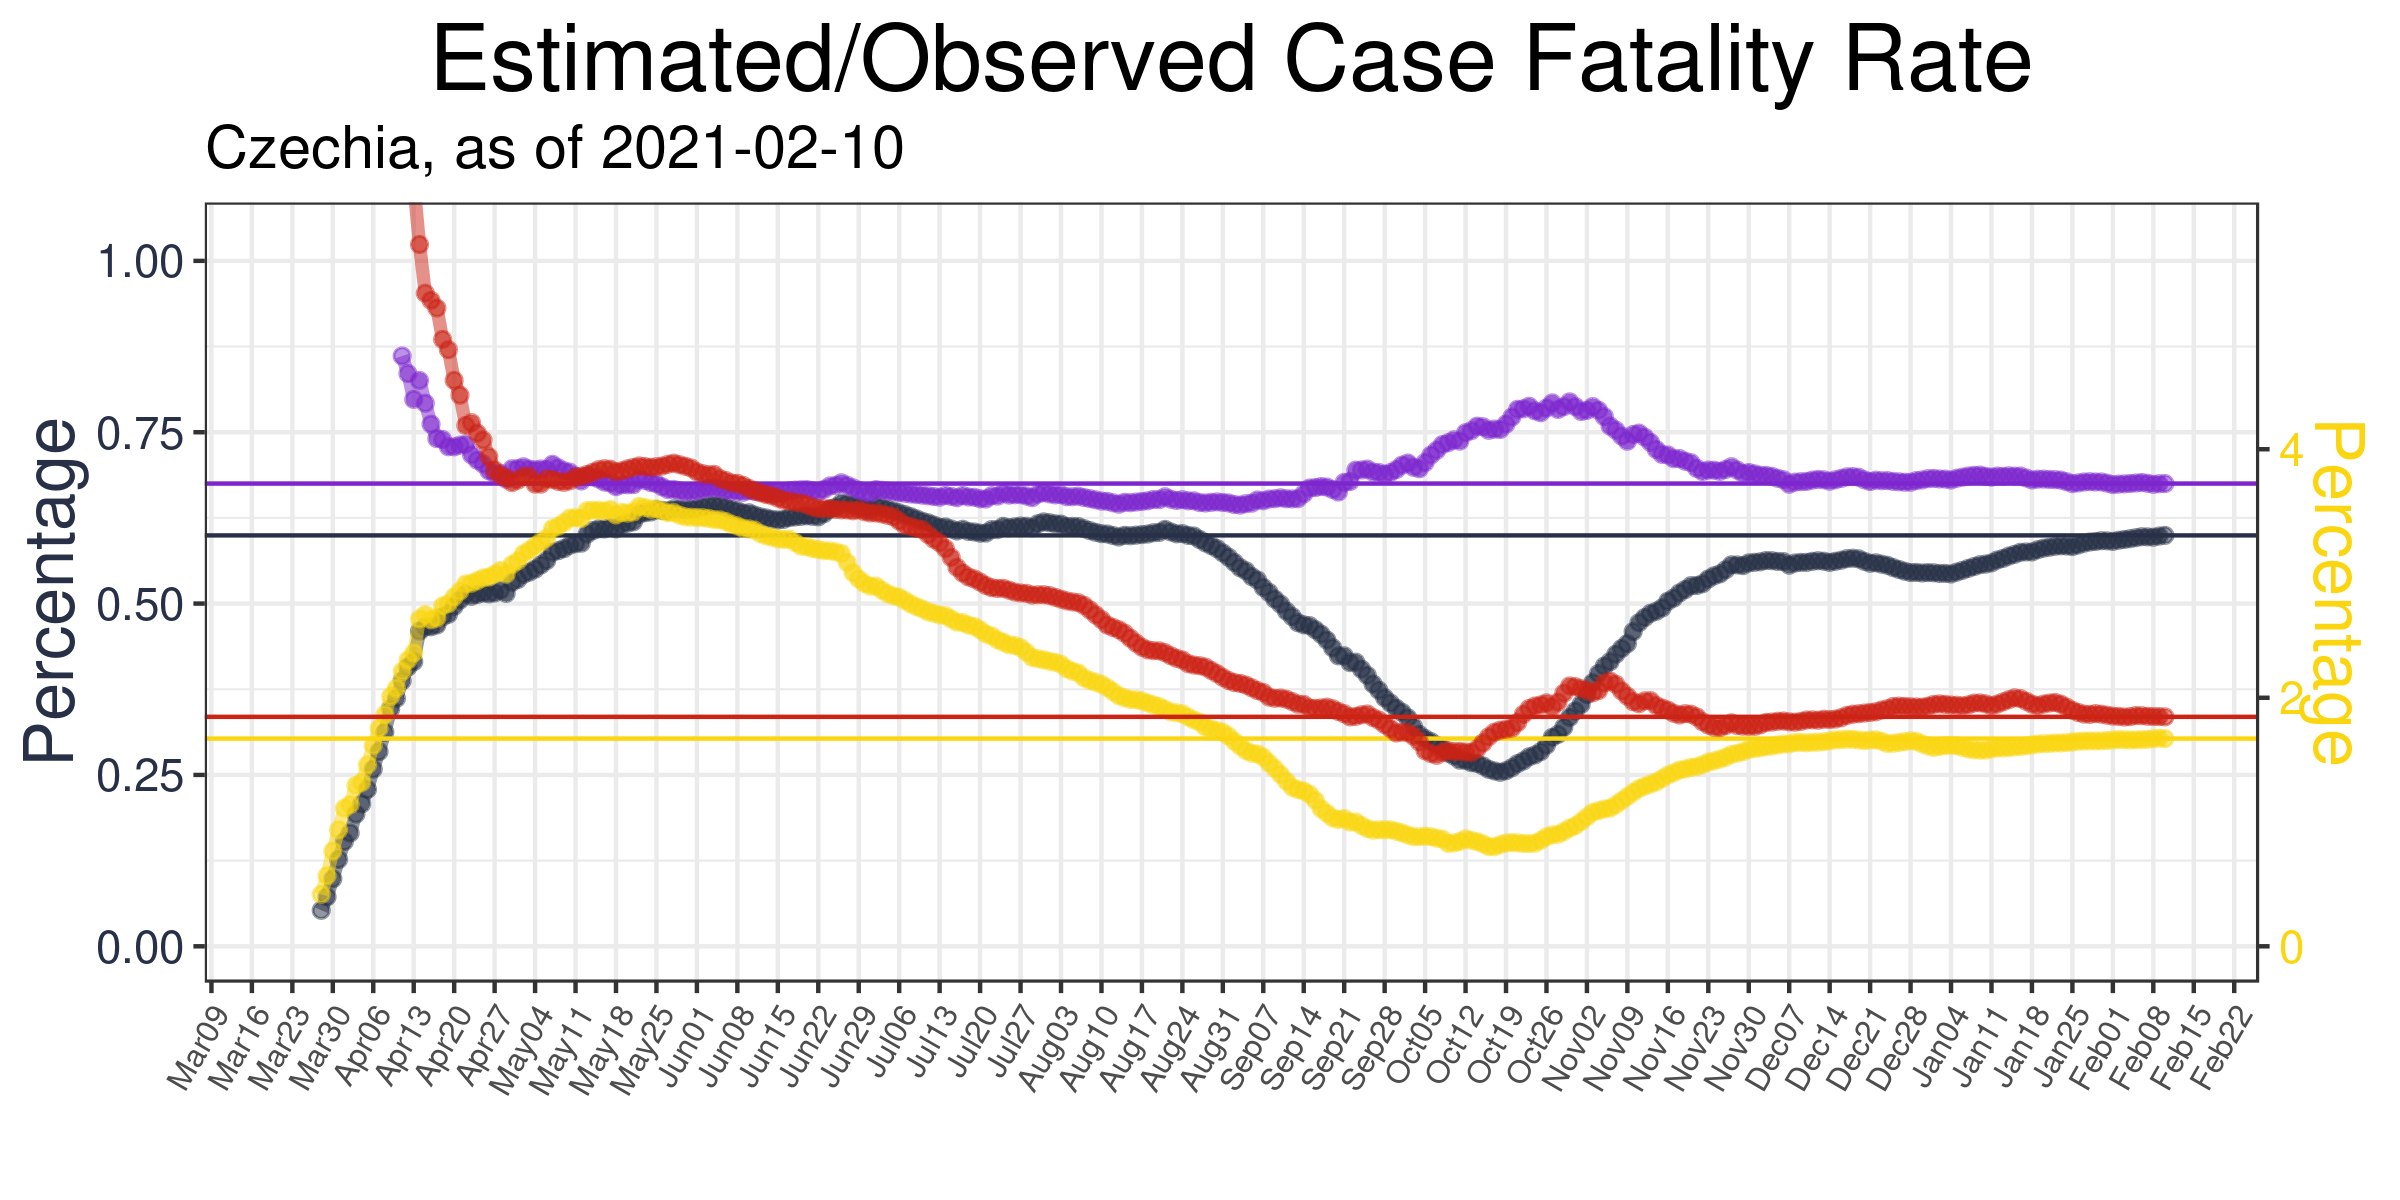 Estimated/Observed Case Fatality Rate
Czechia, as of 2021-02-10
Percentage
1.00
0.75
0.50
0.25
0.00
4
2
0
Percentage
Mar09
Mar16
Mar23
Mar30
Apr06
Apr13
Apr20
Apr27
May04
May11
May18
May25
Jun01
Jun08
Jun15
Jun22
Jun29
Jul06
Jul13
Jul20
Jul27
Aug03
Aug10
Aug17
Aug24
Aug31
Sep07
Sep14
Sep21
Sep28
Oct05
Oct12
Oct19
Oct26
Nov02
Nov09
Nov16
Nov23
Nov30
Dec07
Dec14
Dec21
Dec28
Jan04
Jan11
Jan18
Jan25
Feb01
Feb08
Feb15
Feb22